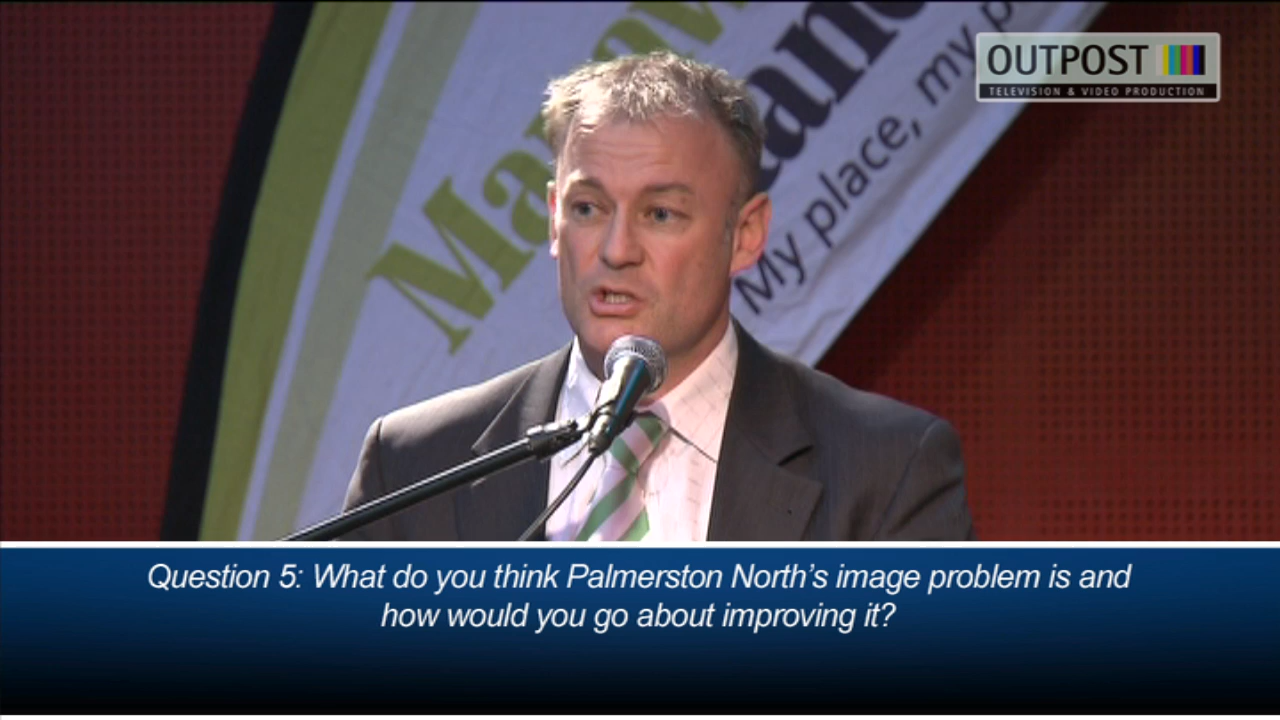 OUTPOST
TELEVISION & VIDEO PRODUCTION
My place, my p
Question 5: What do you think Palmerston North's image problem is and
how would you go about improving it?